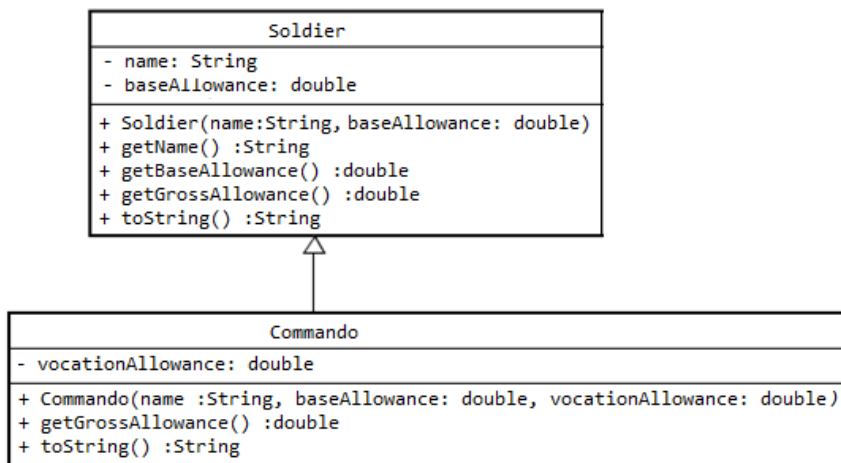 Soldier
- name: String
- baseAllowance: double
+ Soldier(name:String, baseAllowance: double)
+ getName() :String
+ getBaseAllowance() :double
+ getGrossAllowance() :double
+ toString() :String
Commando
- vocationAllowance: double
+ Commando(name :String, baseAllowance: double, vocationAllowance: double)
+ getGrossAllowance() :double
+ toString() :String